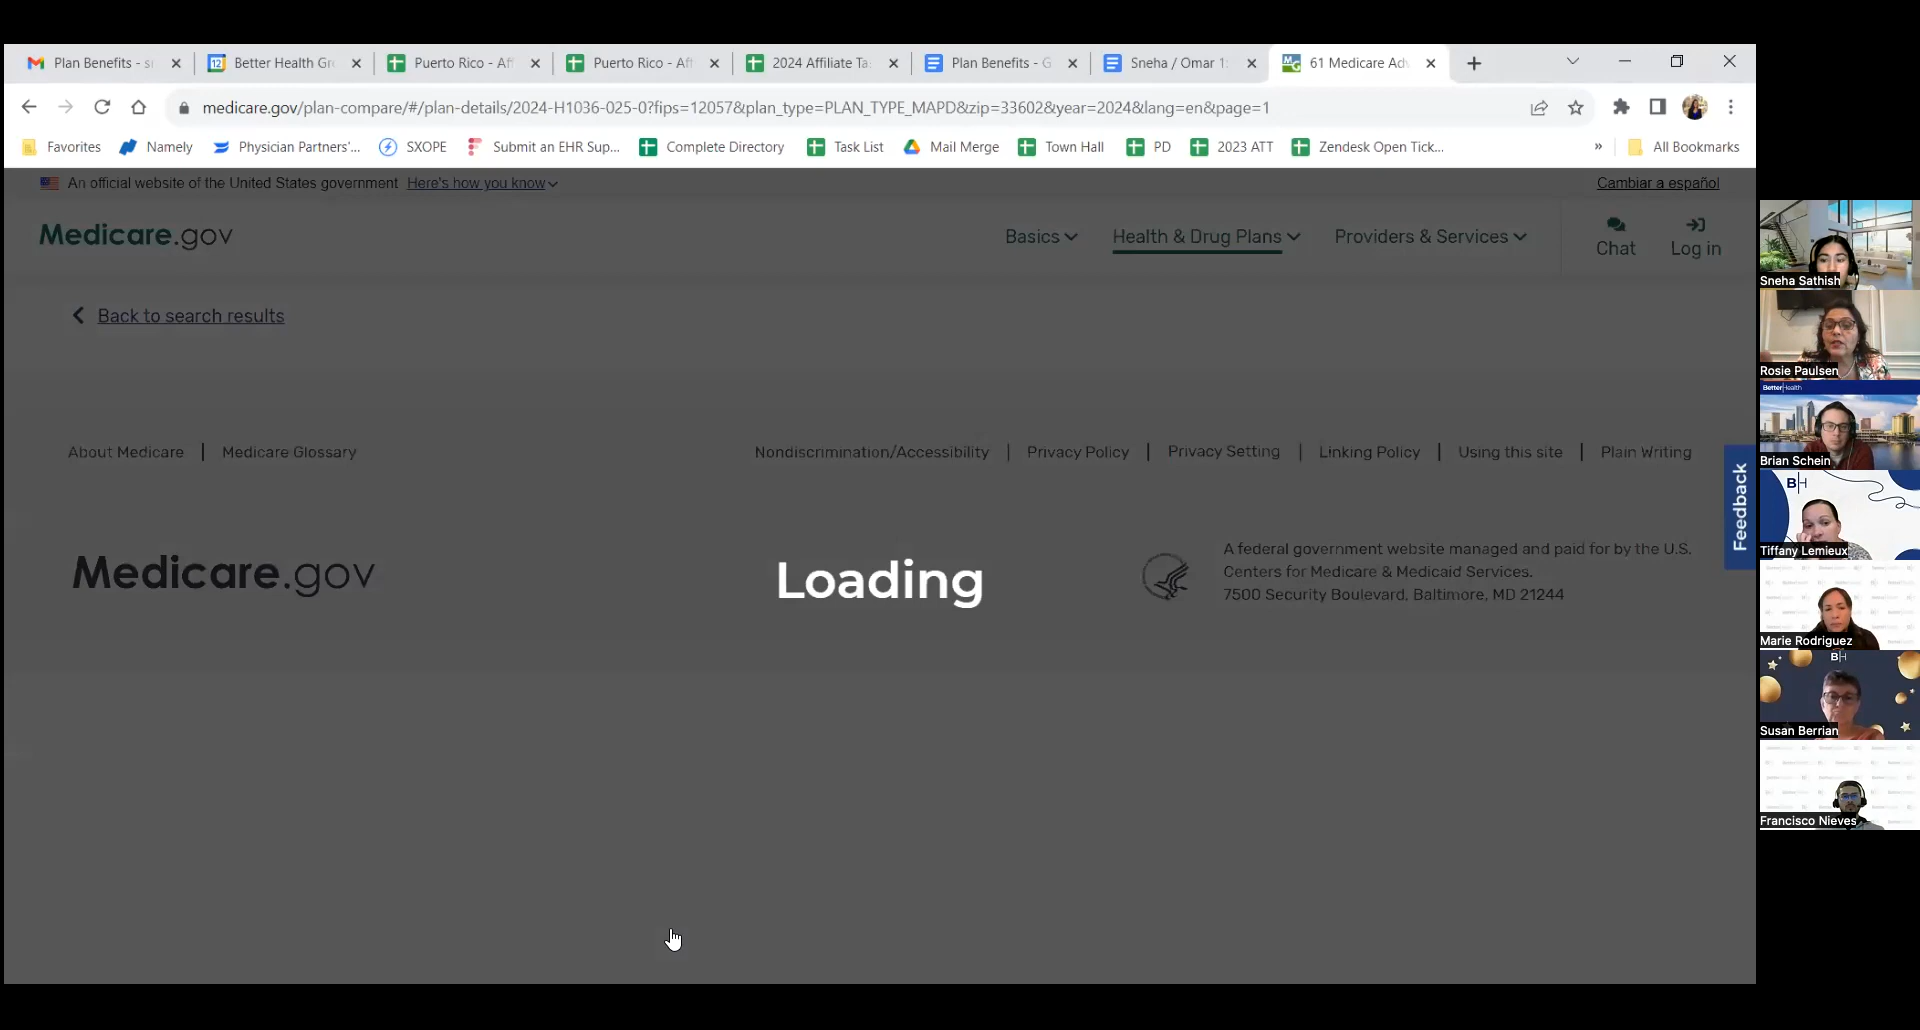 Plan Benefits - s
Better Health Gr
Puerto Rico - Af
Puerto Rico - Aff
2024 Affiliate Ta
Plan Benefits - G
Sneha / Omar 1:
61 Medicare Adv
medicare.gov/plan-compare/#/plan-details/2024-H1036-025-0?fips=12057&plan_type=PLAN_TYPE_MAPD&zip=33602&year=2024&lang=en&page=1
Favorites
Namely
Physician Partners'...
SXOPE
Submit an EHR Sup...
Complete Directory
Task List
Mail Merge
Town Hall
PD
2023 ATT
Zendesk Open Tick...
»
All Bookmarks
An official website of the United States government Here's how you know
Cambiar a español
Medicare.gov
Basics
Health & Drug Plans
Providers & Services
Chat
Log in
Back to search results
About Medicare
Medicare Glossary
Nondiscrimination/Accessibility
Privacy Policy
Privacy Setting
Linking Policy
Using this site
Plain Writing
Feedback
Medicare.gov
Loading
A federal government website managed and paid for by the U.S.
Centers for Medicare & Medicaid Services.
7500 Security Boulevard, Baltimore, MD 21244
Sneha Sathish
Rosie Paulsen
BetterHealth
Brian Schein
BH
Tiffany Lemieux
Marie Rodriguez
BH
Susan Berrian
Francisco Nieves